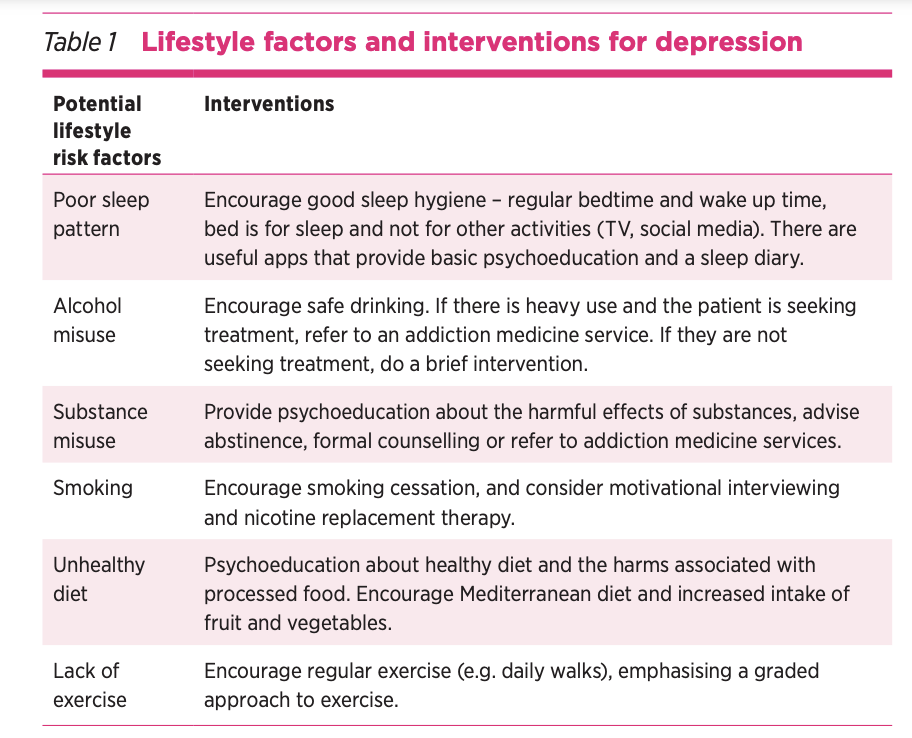 Table 1 Lifestyle factors and interventions for depression
Potential
lifestyle
risk factors
Interventions
Poor sleep
pattern
Encourage good sleep hygiene – regular bedtime and wake up time,
bed is for sleep and not for other activities (TV, social media). There are
useful apps that provide basic psychoeducation and a sleep diary.
Alcohol
misuse
Encourage safe drinking. If there is heavy use and the patient is seeking
treatment, refer to an addiction medicine service. If they are not
seeking treatment, do a brief intervention.
Substance
misuse
Provide psychoeducation about the harmful effects of substances, advise
abstinence, formal counselling or refer to addiction medicine services.
Smoking
Encourage smoking cessation, and consider motivational interviewing
and nicotine replacement therapy.
Unhealthy
diet
Psychoeducation about healthy diet and the harms associated with
processed food. Encourage Mediterranean diet and increased intake of
fruit and vegetables.
Lack of
exercise
Encourage regular exercise (e.g. daily walks), emphasising a graded
approach to exercise.